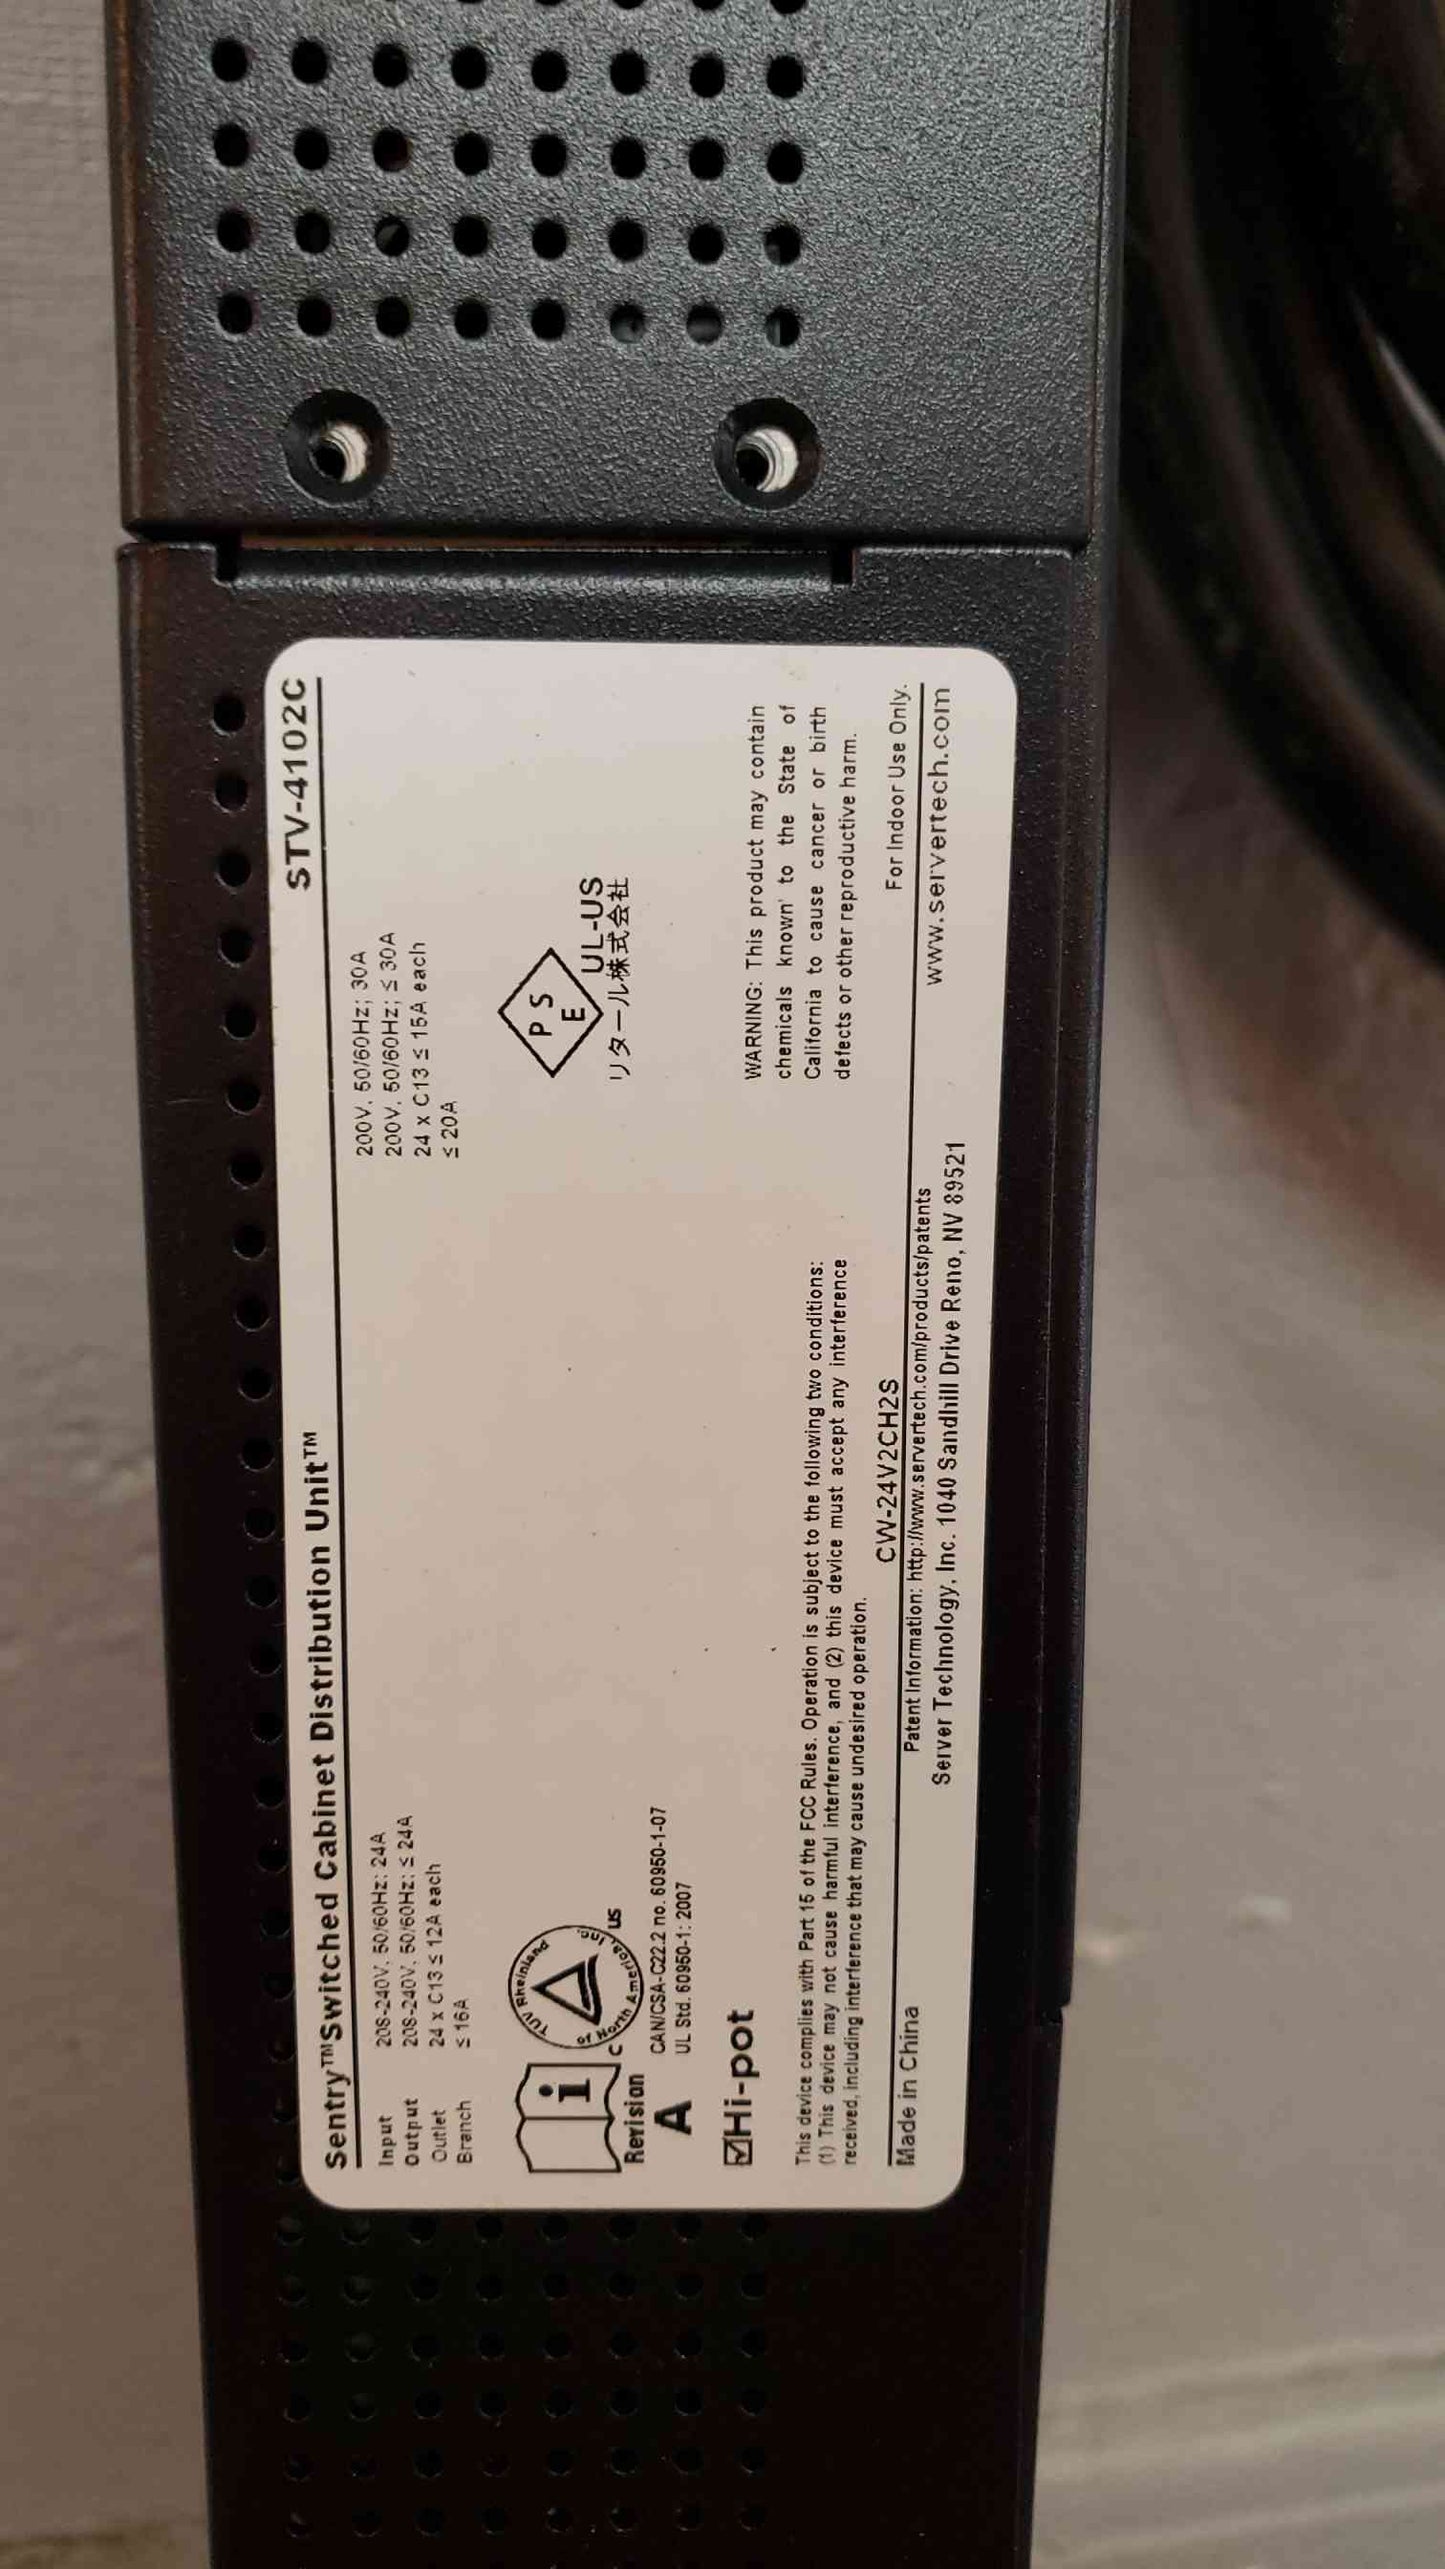 Sentry™Switched Cabinet Distribution Unit™ STV-4102C
Input 208-240V, 50/60Hz; 24A 200V, 50/60Hz; 30A
Output 208-240V, 50/60Hz; ≤ 24A 200V, 50/60Hz; ≤ 30A
Outlet 24 x C13 ≤ 12A each 24 x C13 ≤ 15A each
Branch ≤ 16A ≤ 20A
i
TUV Rheinland
of North America Inc.
C US
P S
E
UL-US
リタール株式会社
Revision
A
CAN/CSA-C22.2 no. 60950-1-07
UL Std. 60950-1: 2007
☑Hi-pot
WARNING: This product may contain
chemicals known' to the State of
California to cause cancer or birth
defects or other reproductive harm.
This device complies with Part 15 of the FCC Rules. Operation is subject to the following two conditions:
(1) This device may not cause harmful interference, and (2) this device must accept any interference
received, including interference that may cause undesired operation.
CW-24V2CH2S
For Indoor Use Only.
Made in China
Patent Information: http://www.servertech.com/products/patents
www.servertech.com
Server Technology, Inc. 1040 Sandhill Drive Reno, NV 89521